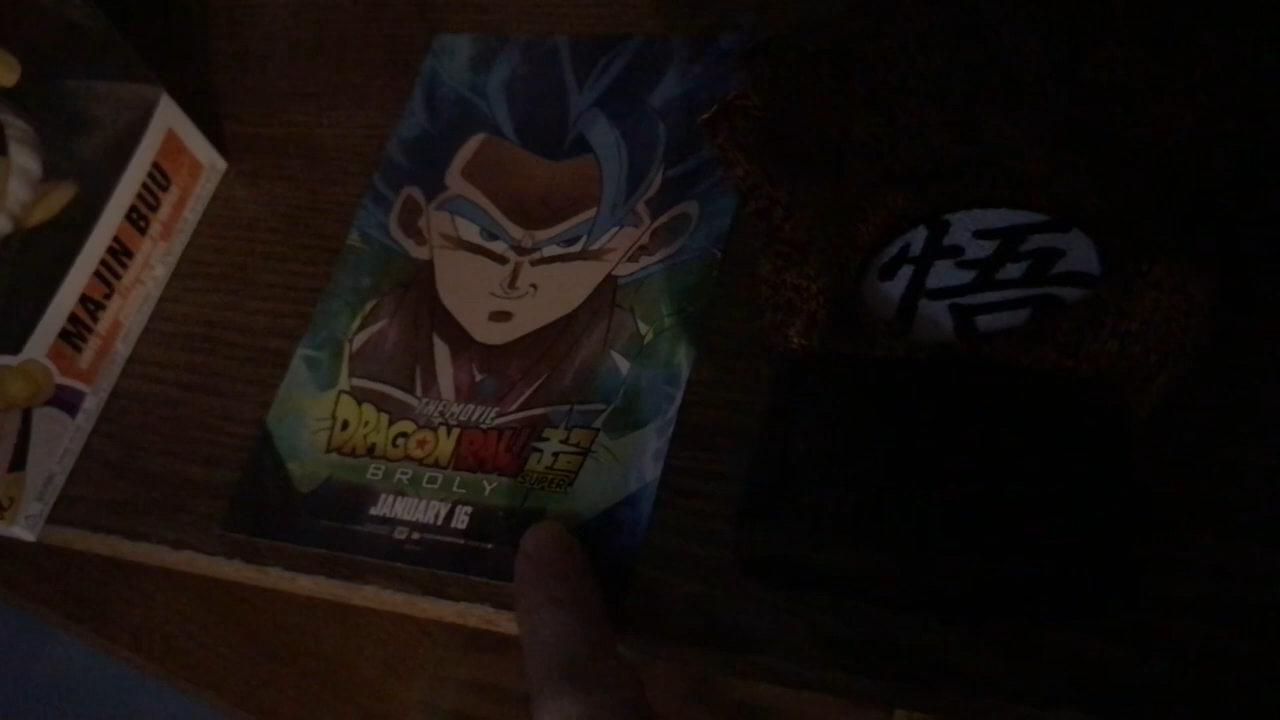 MAJIN BUU
THE MOVIE
DRAGON BALL 超
SUPER
BROLY
JANUARY 16
悟